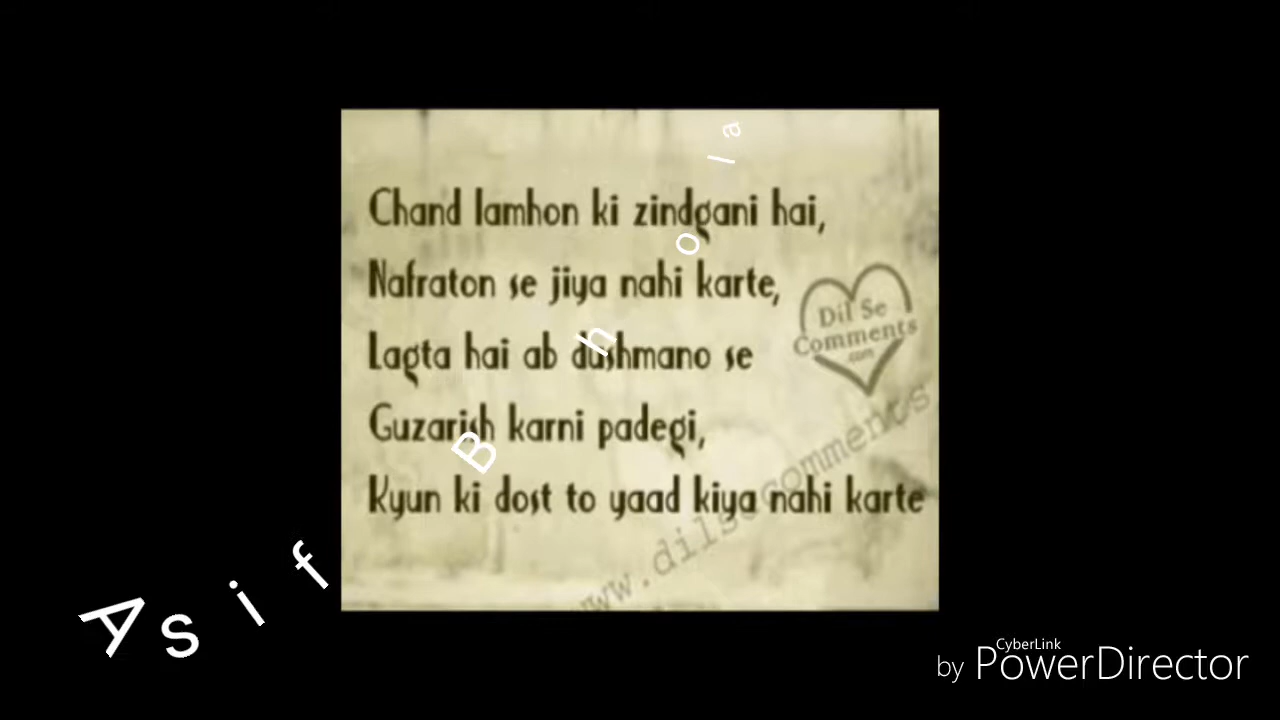 Chand lamhon ki zindgani hai,
Nafraton se jiya nahi karte,
Lagta hai ab dushmano se
Guzarish karni padegi,
Kyun ki dost to yaad kiya nahi karte
Dil Se
Comments
.com
www.dilsecomments
Asif Bhola
CyberLink
by PowerDirector